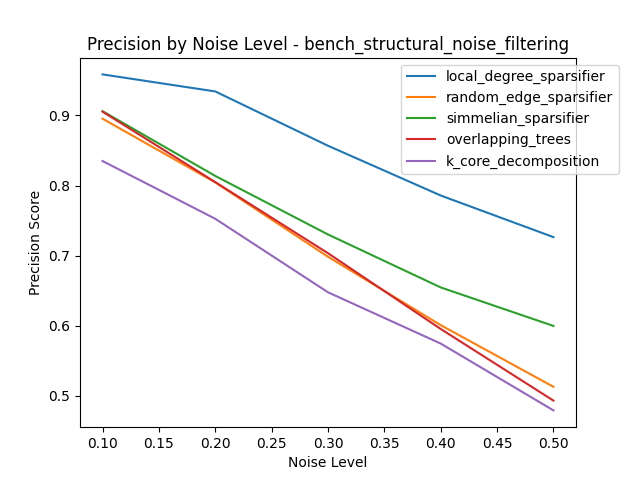 Precision by Noise Level - bench_structural_noise_filtering
local_degree_sparsifier
random_edge_sparsifier
simmelian_sparsifier
overlapping_trees
k_core_decomposition
Precision Score
0.9
0.8
0.7
0.6
0.5
0.10 0.15 0.20 0.25 0.30 0.35 0.40 0.45 0.50
Noise Level